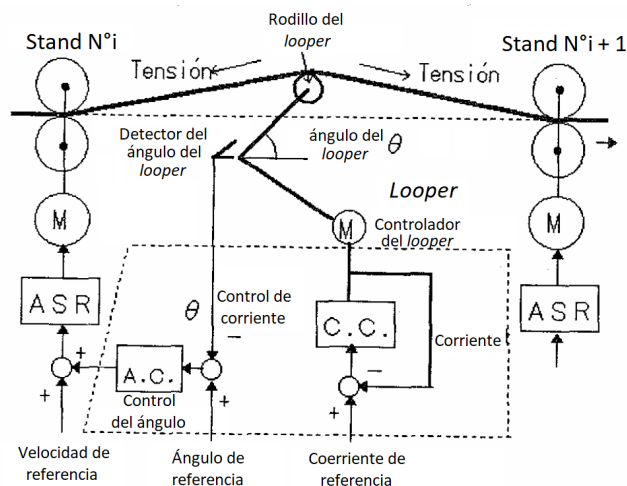 Rodillo del
looper
Stand N°i
Stand N°i + 1
Tensión
Tensión
Detector del
ángulo del
looper
ángulo del
looper
θ
Looper
M
M
Controlador
del looper
M
ASR
θ
Control de
corriente
C.C.
Corriente
ASR
−
−
+
A.C.
+
+
+
Control
del ángulo
Velocidad de
referencia
Ángulo de
referencia
Coerriente de
referencia